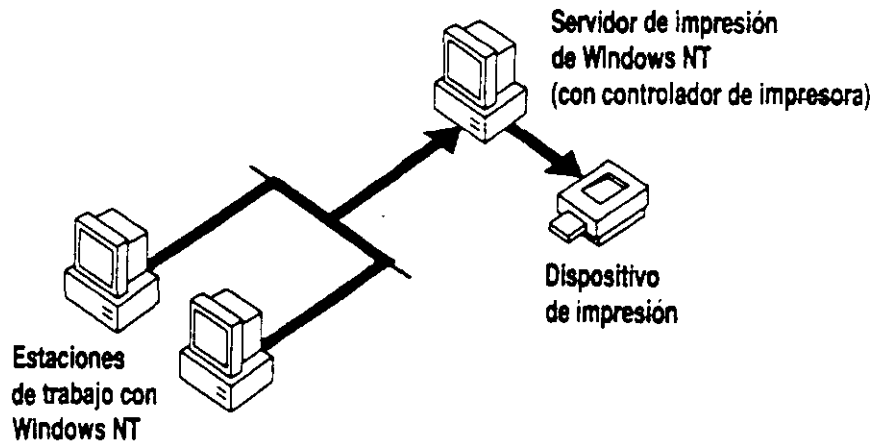 Servidor de impresión
de Windows NT
(con controlador de impresora)
Dispositivo
de impresión
Estaciones
de trabajo con
Windows NT